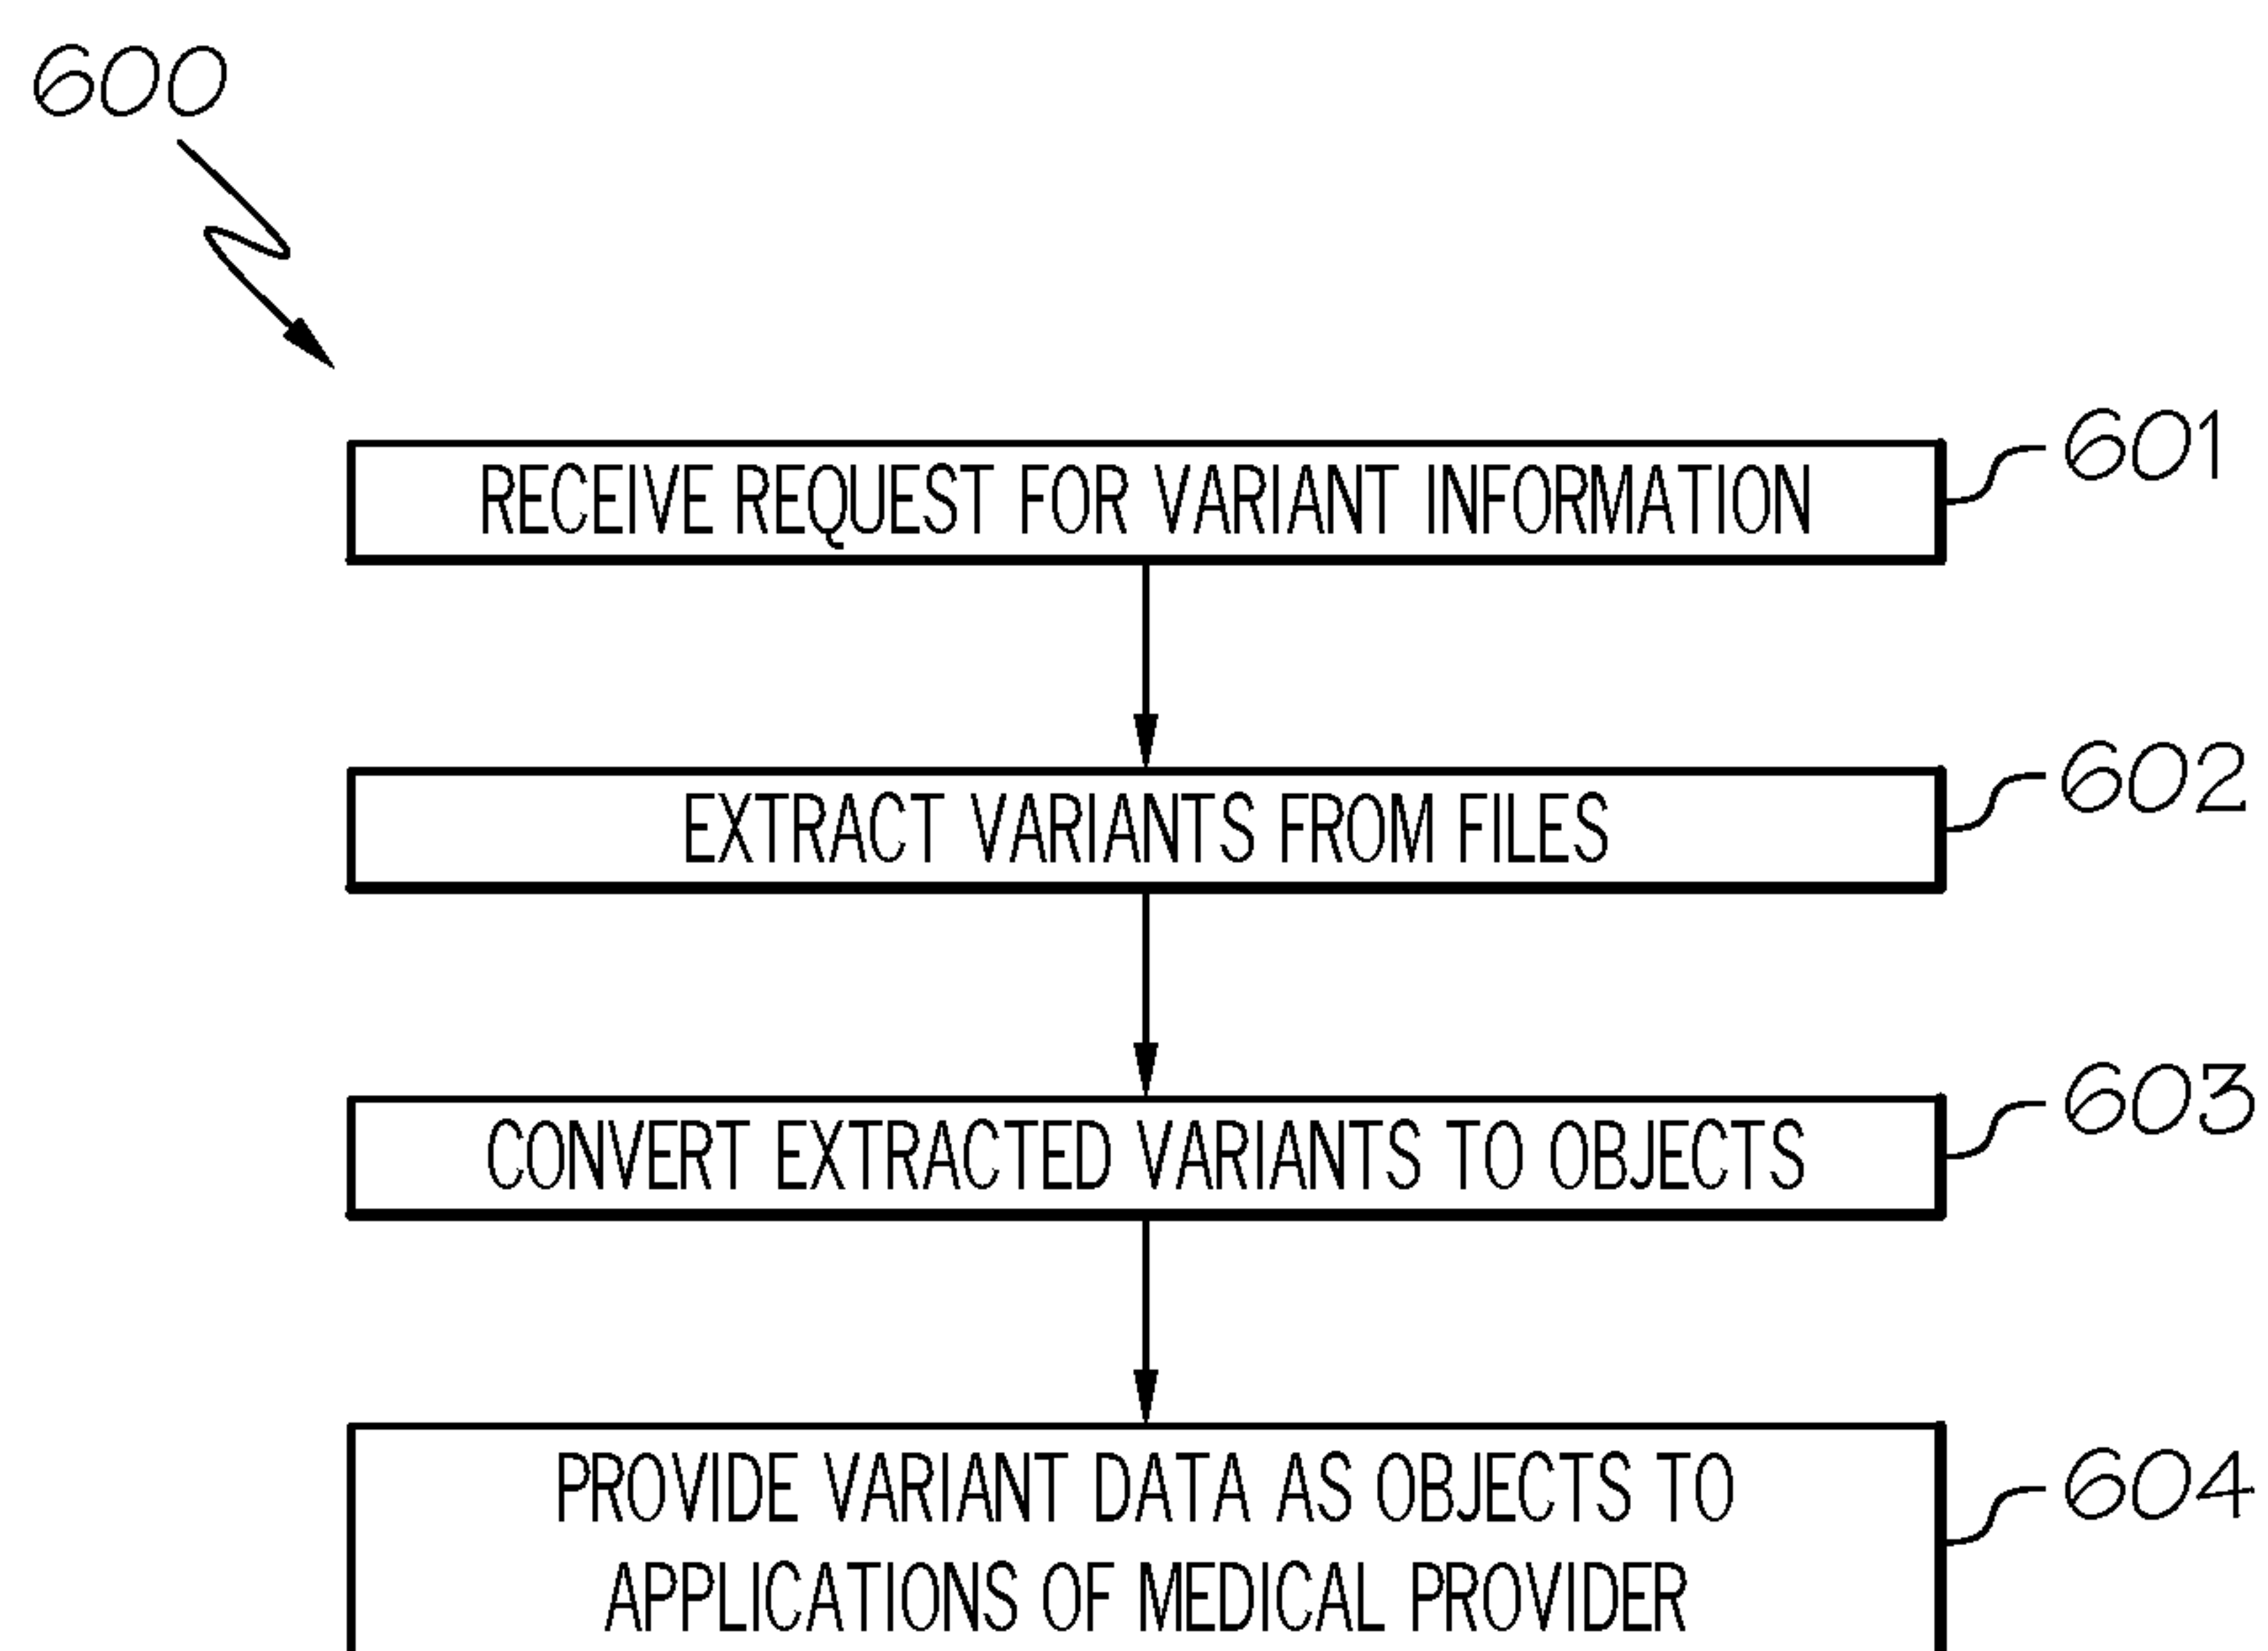 600
RECEIVE REQUEST FOR VARIANT INFORMATION
601
EXTRACT VARIANTS FROM FILES
602
CONVERT EXTRACTED VARIANTS TO OBJECTS
603
PROVIDE VARIANT DATA AS OBJECTS TO
APPLICATIONS OF MEDICAL PROVIDER
604